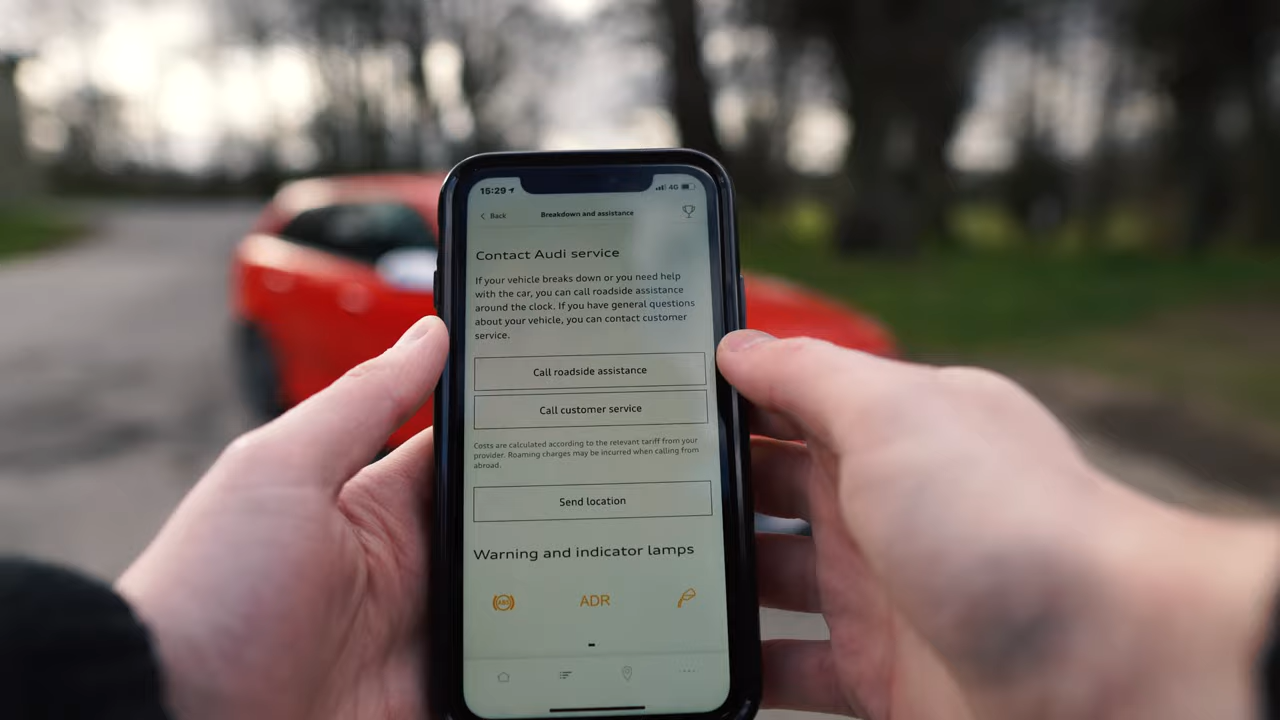 15:29 4G
Back Breakdown and assistance
Contact Audi service
If your vehicle breaks down or you need help
with the car, you can call roadside assistance
around the clock. If you have general questions
about your vehicle, you can contact customer
service.
Call roadside assistance
Call customer service
Costs are calculated according to the relevant tariff from your
provider. Roaming charges may be incurred when calling from
abroad.
Send location
Warning and indicator lamps
ABS ADR